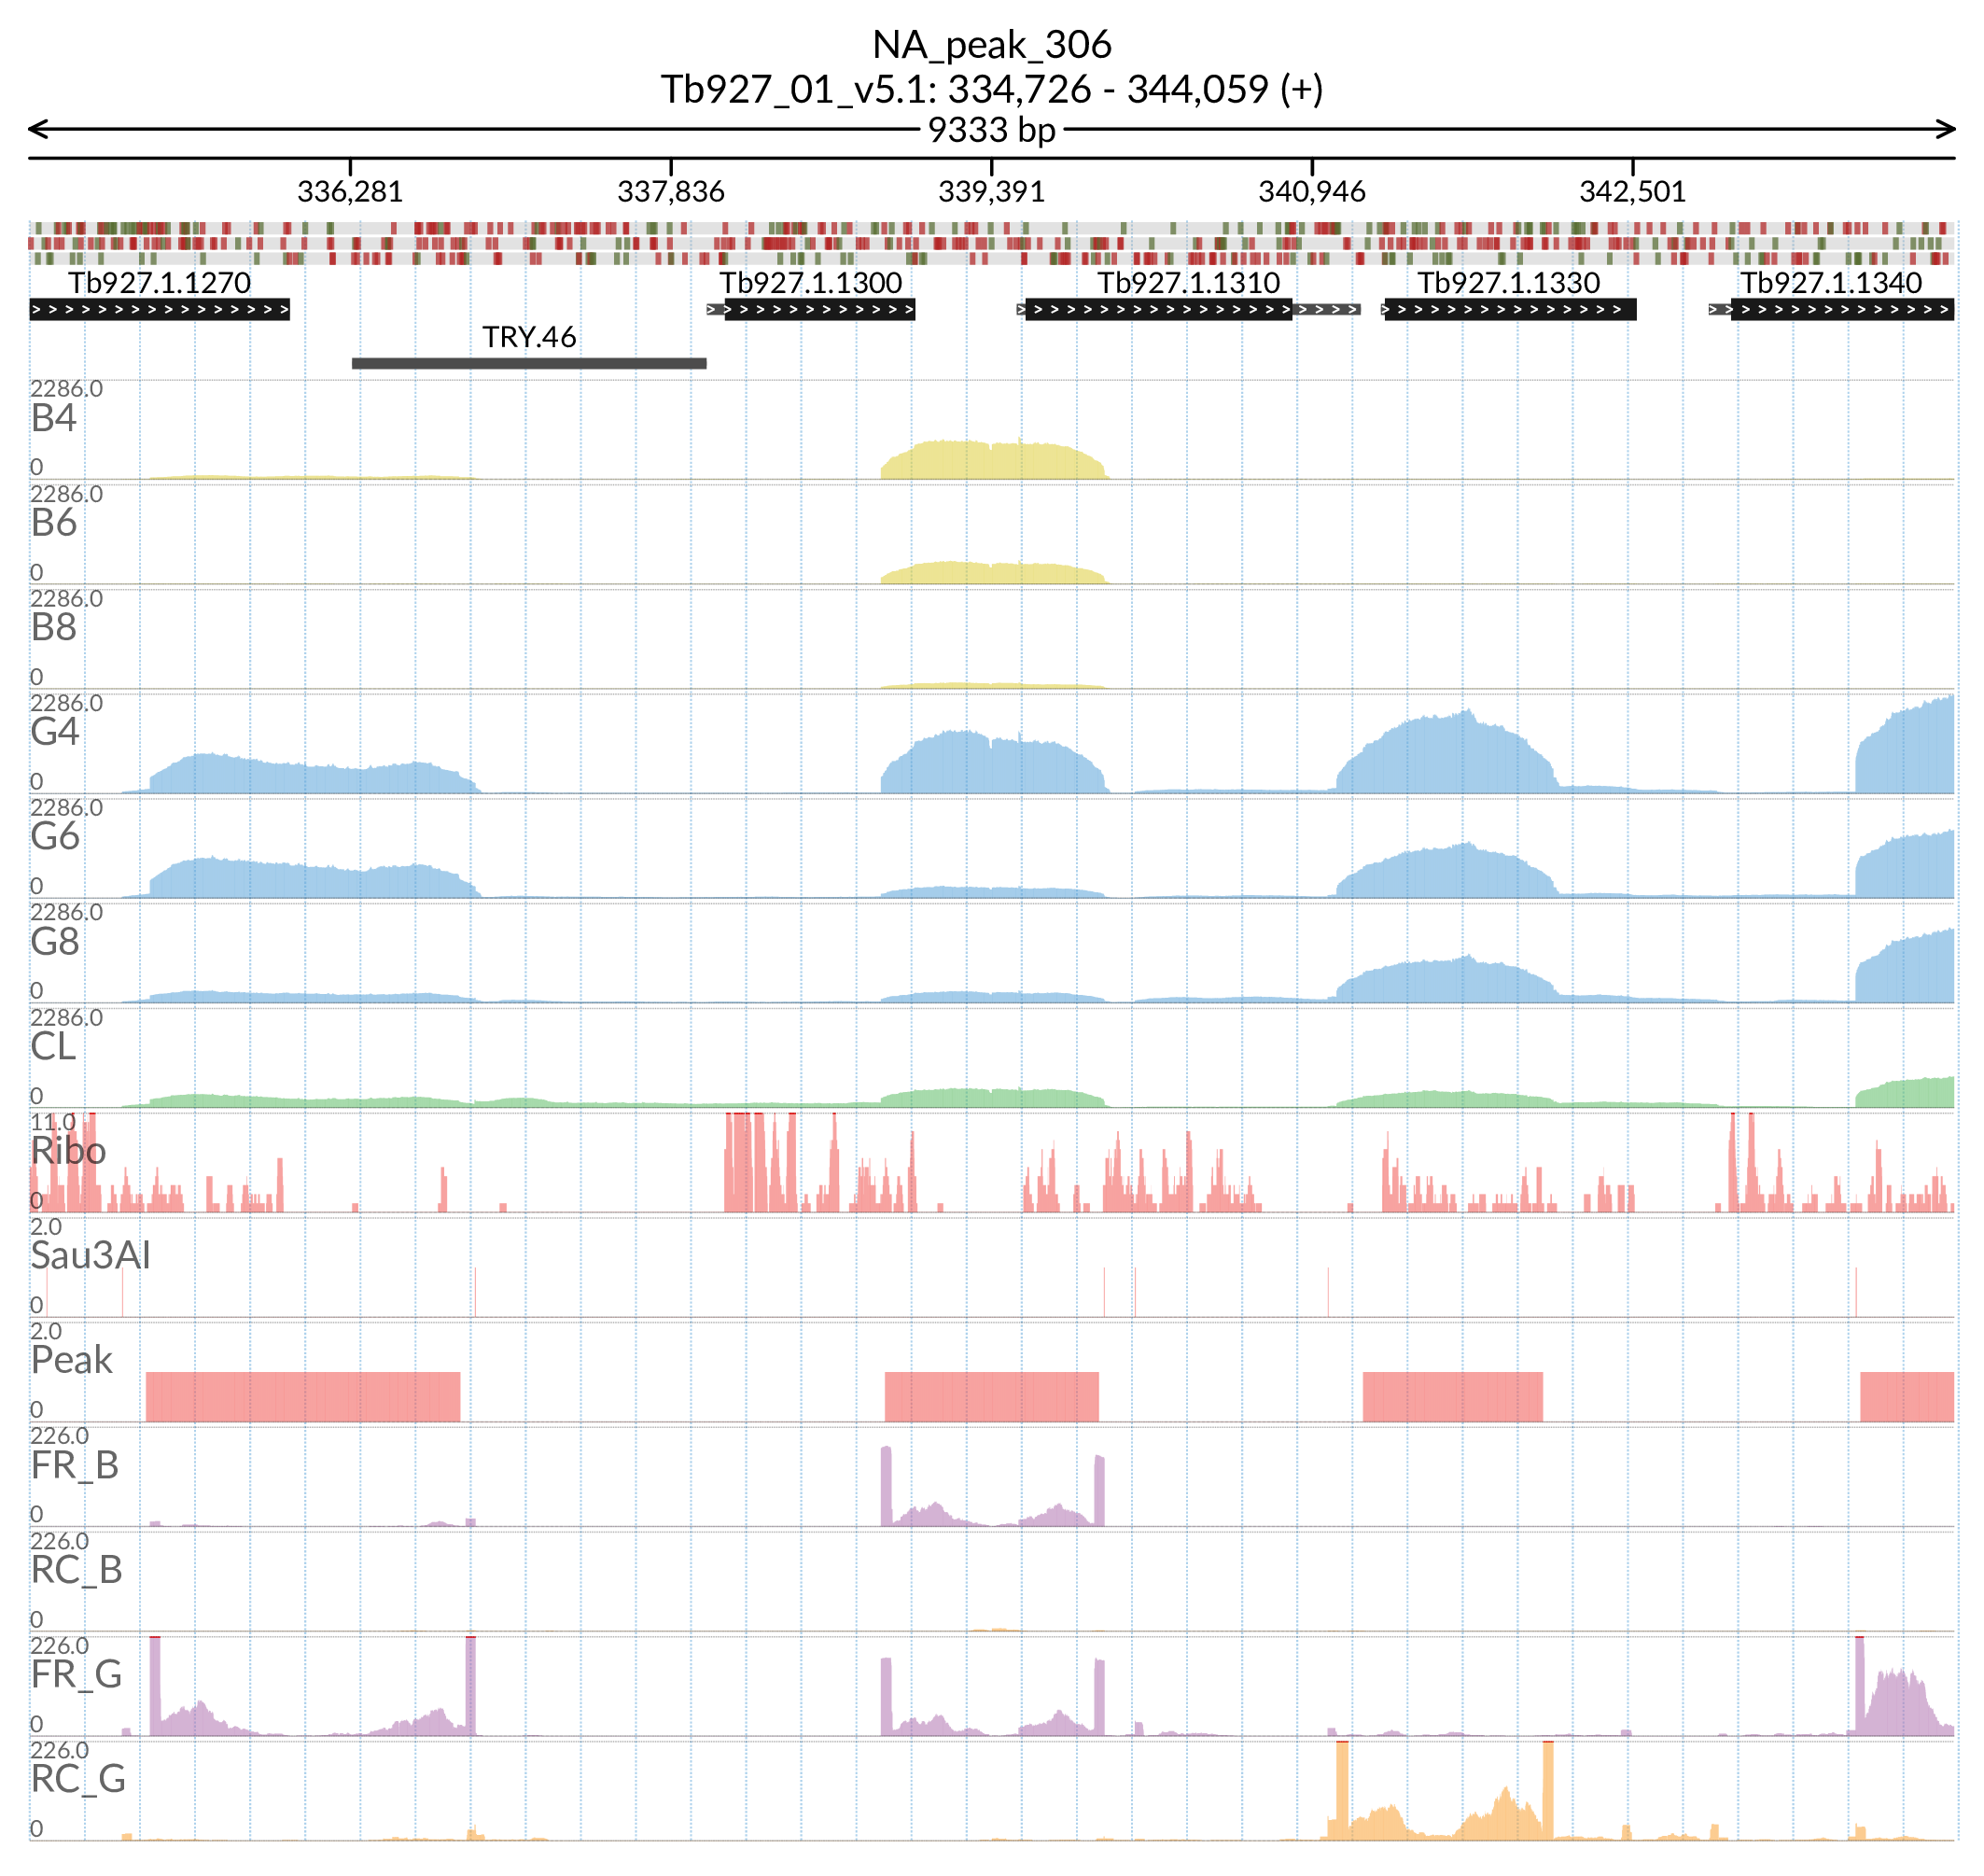 NA_peak_306
Tb927_01_v5.1: 334,726 - 344,059 (+)
9333 bp
336,281 337,836 339,391 340,946 342,501
Tb927.1.1270 Tb927.1.1300 Tb927.1.1310 Tb927.1.1330 Tb927.1.1340
TRY.46
2286.0
B4
0
2286.0
B6
0
2286.0
B8
0
2286.0
G4
0
2286.0
G6
0
2286.0
G8
0
2286.0
CL
0
11.0
Ribo
0
2.0
Sau3AI
0
2.0
Peak
0
226.0
FR_B
0
226.0
RC_B
0
226.0
FR_G
0
226.0
RC_G
0